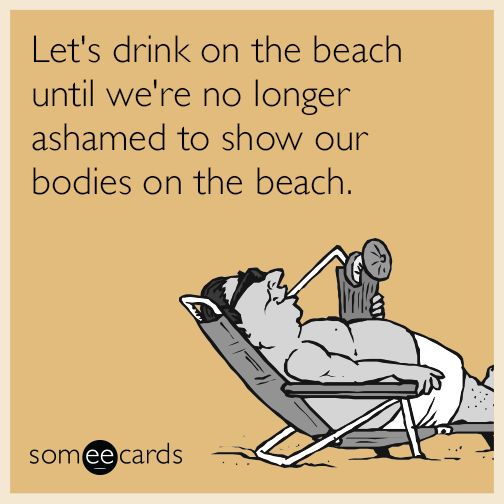 Let's drink on the beach
until we're no longer
ashamed to show our
bodies on the beach.
someecards